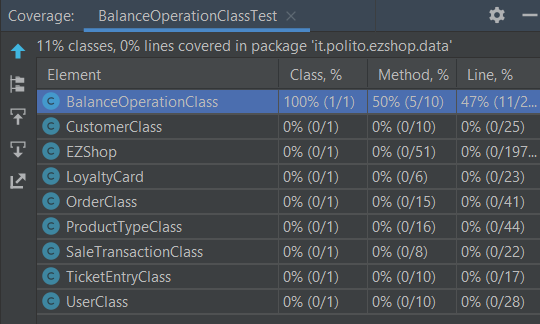 Coverage: BalanceOperationClassTest
11% classes, 0% lines covered in package 'it.polito.ezshop.data'
Element Class, % Method, % Line, %
C BalanceOperationClass 100% (1/1) 50% (5/10) 47% (11/2...
C CustomerClass 0% (0/1) 0% (0/10) 0% (0/25)
C EZShop 0% (0/1) 0% (0/51) 0% (0/197...
C LoyaltyCard 0% (0/1) 0% (0/6) 0% (0/23)
C OrderClass 0% (0/1) 0% (0/15) 0% (0/41)
C ProductTypeClass 0% (0/1) 0% (0/16) 0% (0/44)
C SaleTransactionClass 0% (0/1) 0% (0/8) 0% (0/22)
C TicketEntryClass 0% (0/1) 0% (0/10) 0% (0/17)
C UserClass 0% (0/1) 0% (0/10) 0% (0/28)